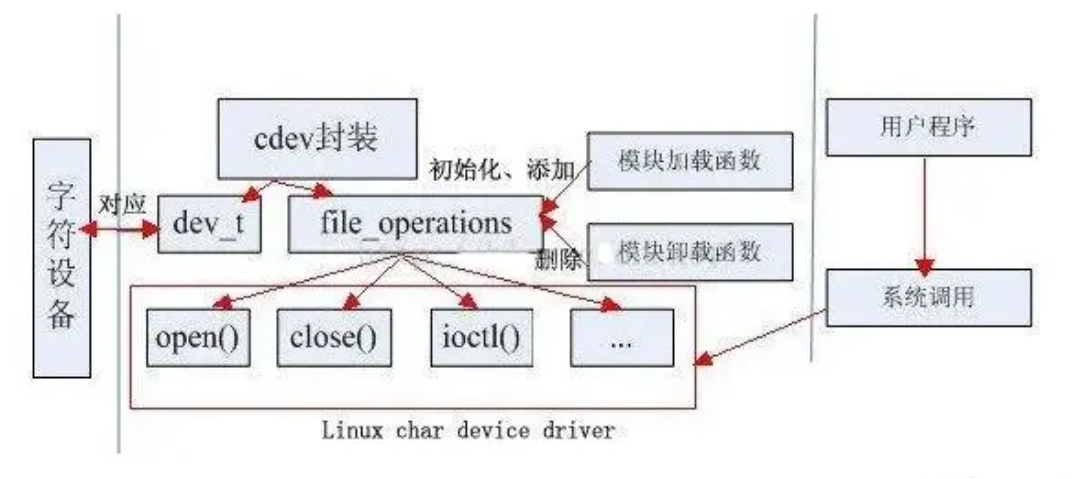 cdev封装
用户程序
初始化、添加
模块加载函数
字符设备
对应
dev_t
file_operations
删除
模块卸载函数
系统调用
open()
close()
ioctl()
...
Linux char device driver